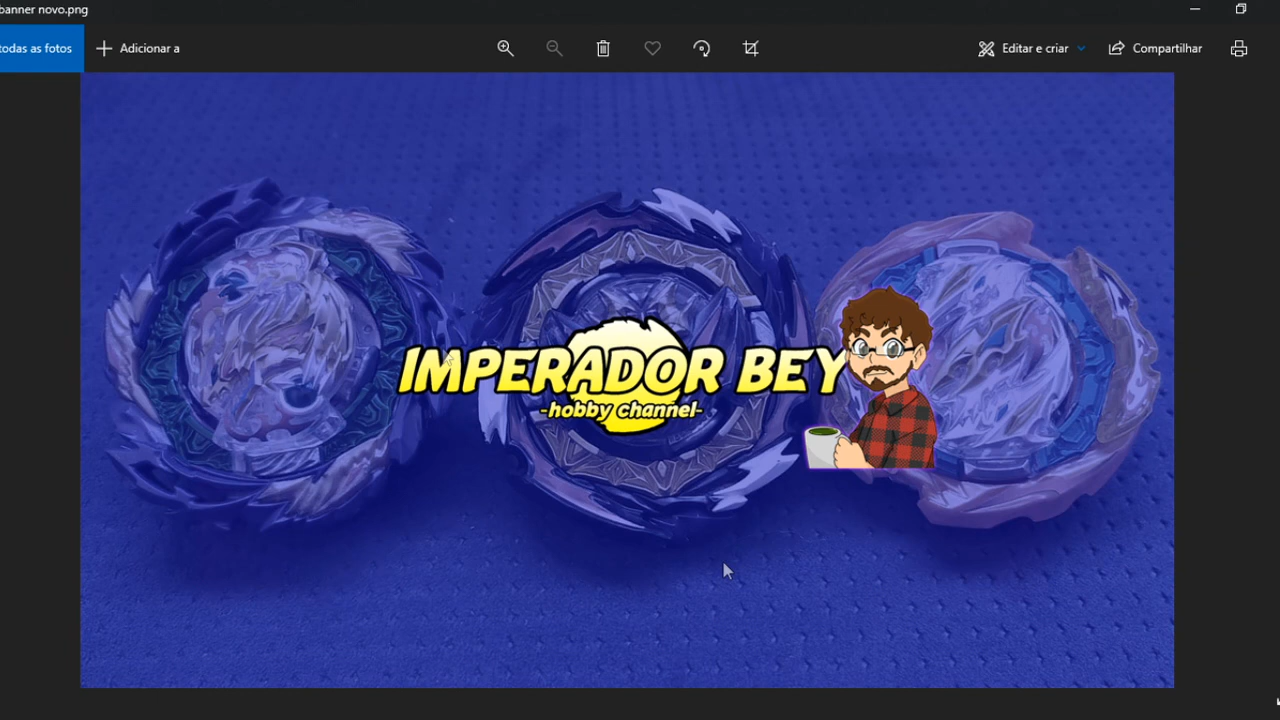 banner novo.png
todas as fotos
Adicionar a
Editar e criar
Compartilhar
IMPERADOR BEY
-hobby Channel-